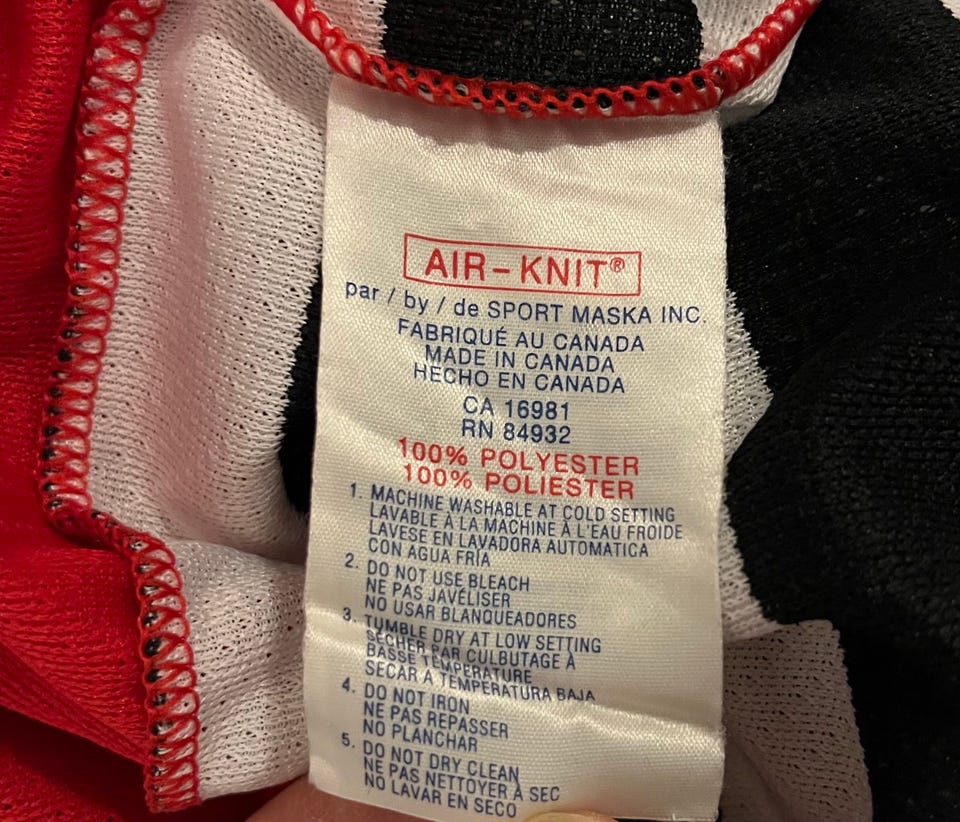 AIR-KNIT®
par / by / de SPORT MASKA INC.
FABRIQUÉ AU CANADA
MADE IN CANADA
HECHO EN CANADA
CA 16981
RN 84932
100% POLYESTER
100% POLIESTER
1. MACHINE WASHABLE AT COLD SETTING
LAVABLE À LA MACHINE À L'EAU FROIDE
LAVESE EN LAVADORA AUTOMATICA
CON AGUA FRÍA
2. DO NOT USE BLEACH
NE PAS JAVÉLISER
NO USAR BLANQUEADORES
3. TUMBLE DRY AT LOW SETTING
SÉCHER PAR CULBUTAGE À
BASSE TEMPÉRATURE
SECAR A TEMPERATURA BAJA
4. DO NOT IRON
NE PAS REPASSER
NO PLANCHAR
5. DO NOT DRY CLEAN
NE PAS NETTOYER À SEC
NO LAVAR EN SECO